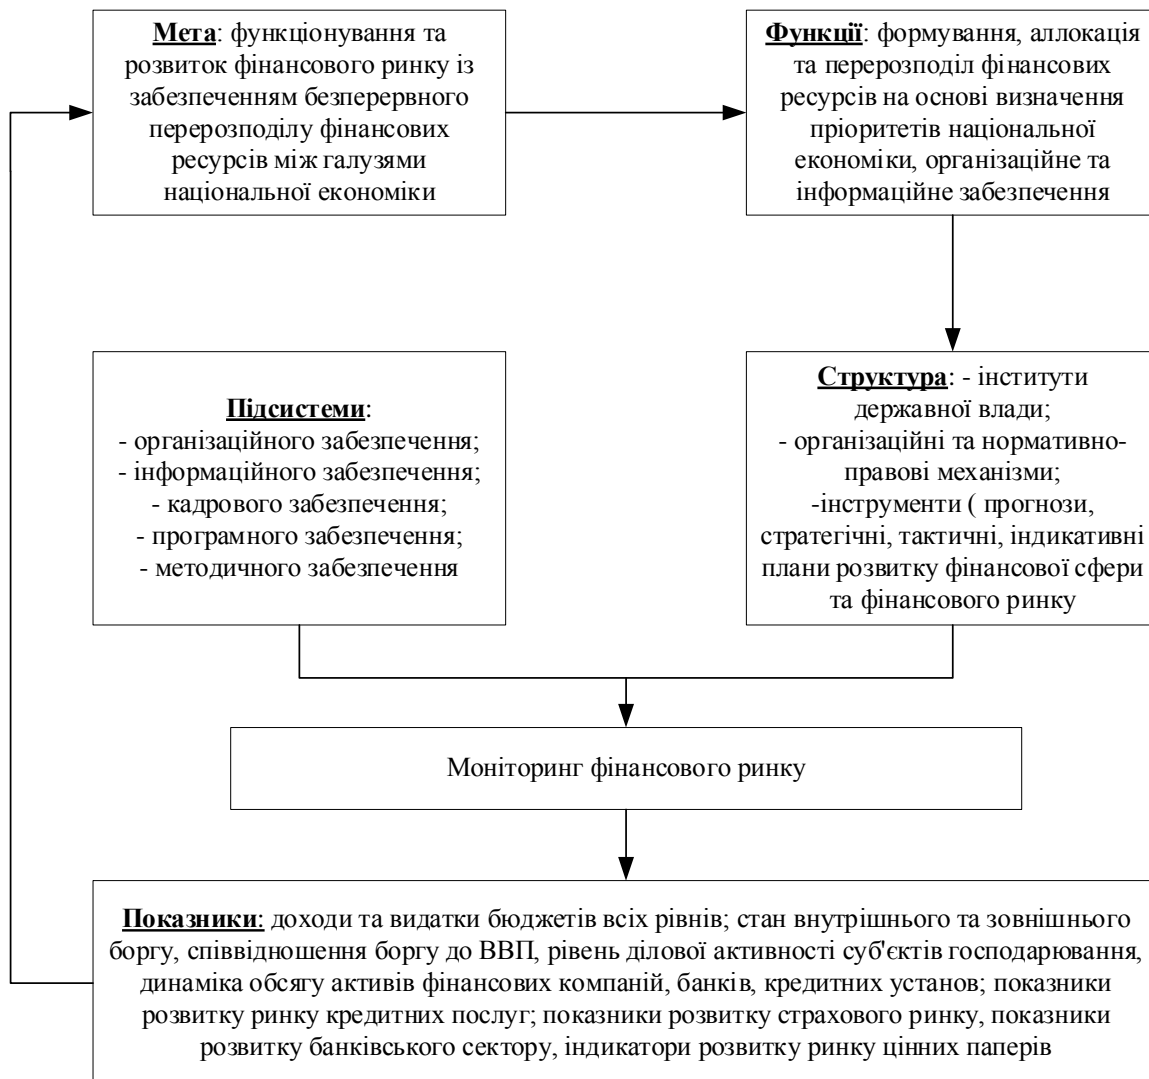 Мета: функціонування та
розвиток фінансового ринку із
забезпеченням безперервного
перерозподілу фінансових
ресурсів між галузями
національної економіки
Функції: формування, аллокація
та перерозподіл фінансових
ресурсів на основі визначення
пріоритетів національної
економіки, організаційне та
інформаційне забезпечення
Підсистеми:
- організаційного забезпечення;
- інформаційного забезпечення;
- кадрового забезпечення;
- програмного забезпечення;
- методичного забезпечення
Структура: - інститути
державної влади;
- організаційні та нормативно-
правові механізми;
-інструменти ( прогнози,
стратегічні, тактичні, індикативні
плани розвитку фінансової сфери
та фінансового ринку
Моніторинг фінансового ринку
Показники: доходи та видатки бюджетів всіх рівнів; стан внутрішнього та зовнішнього
боргу, співвідношення боргу до ВВП, рівень ділової активності суб'єктів господарювання,
динаміка обсягу активів фінансових компаній, банків, кредитних установ; показники
розвитку ринку кредитних послуг; показники розвитку страхового ринку, показники
розвитку банківського сектору, індикатори розвитку ринку цінних паперів